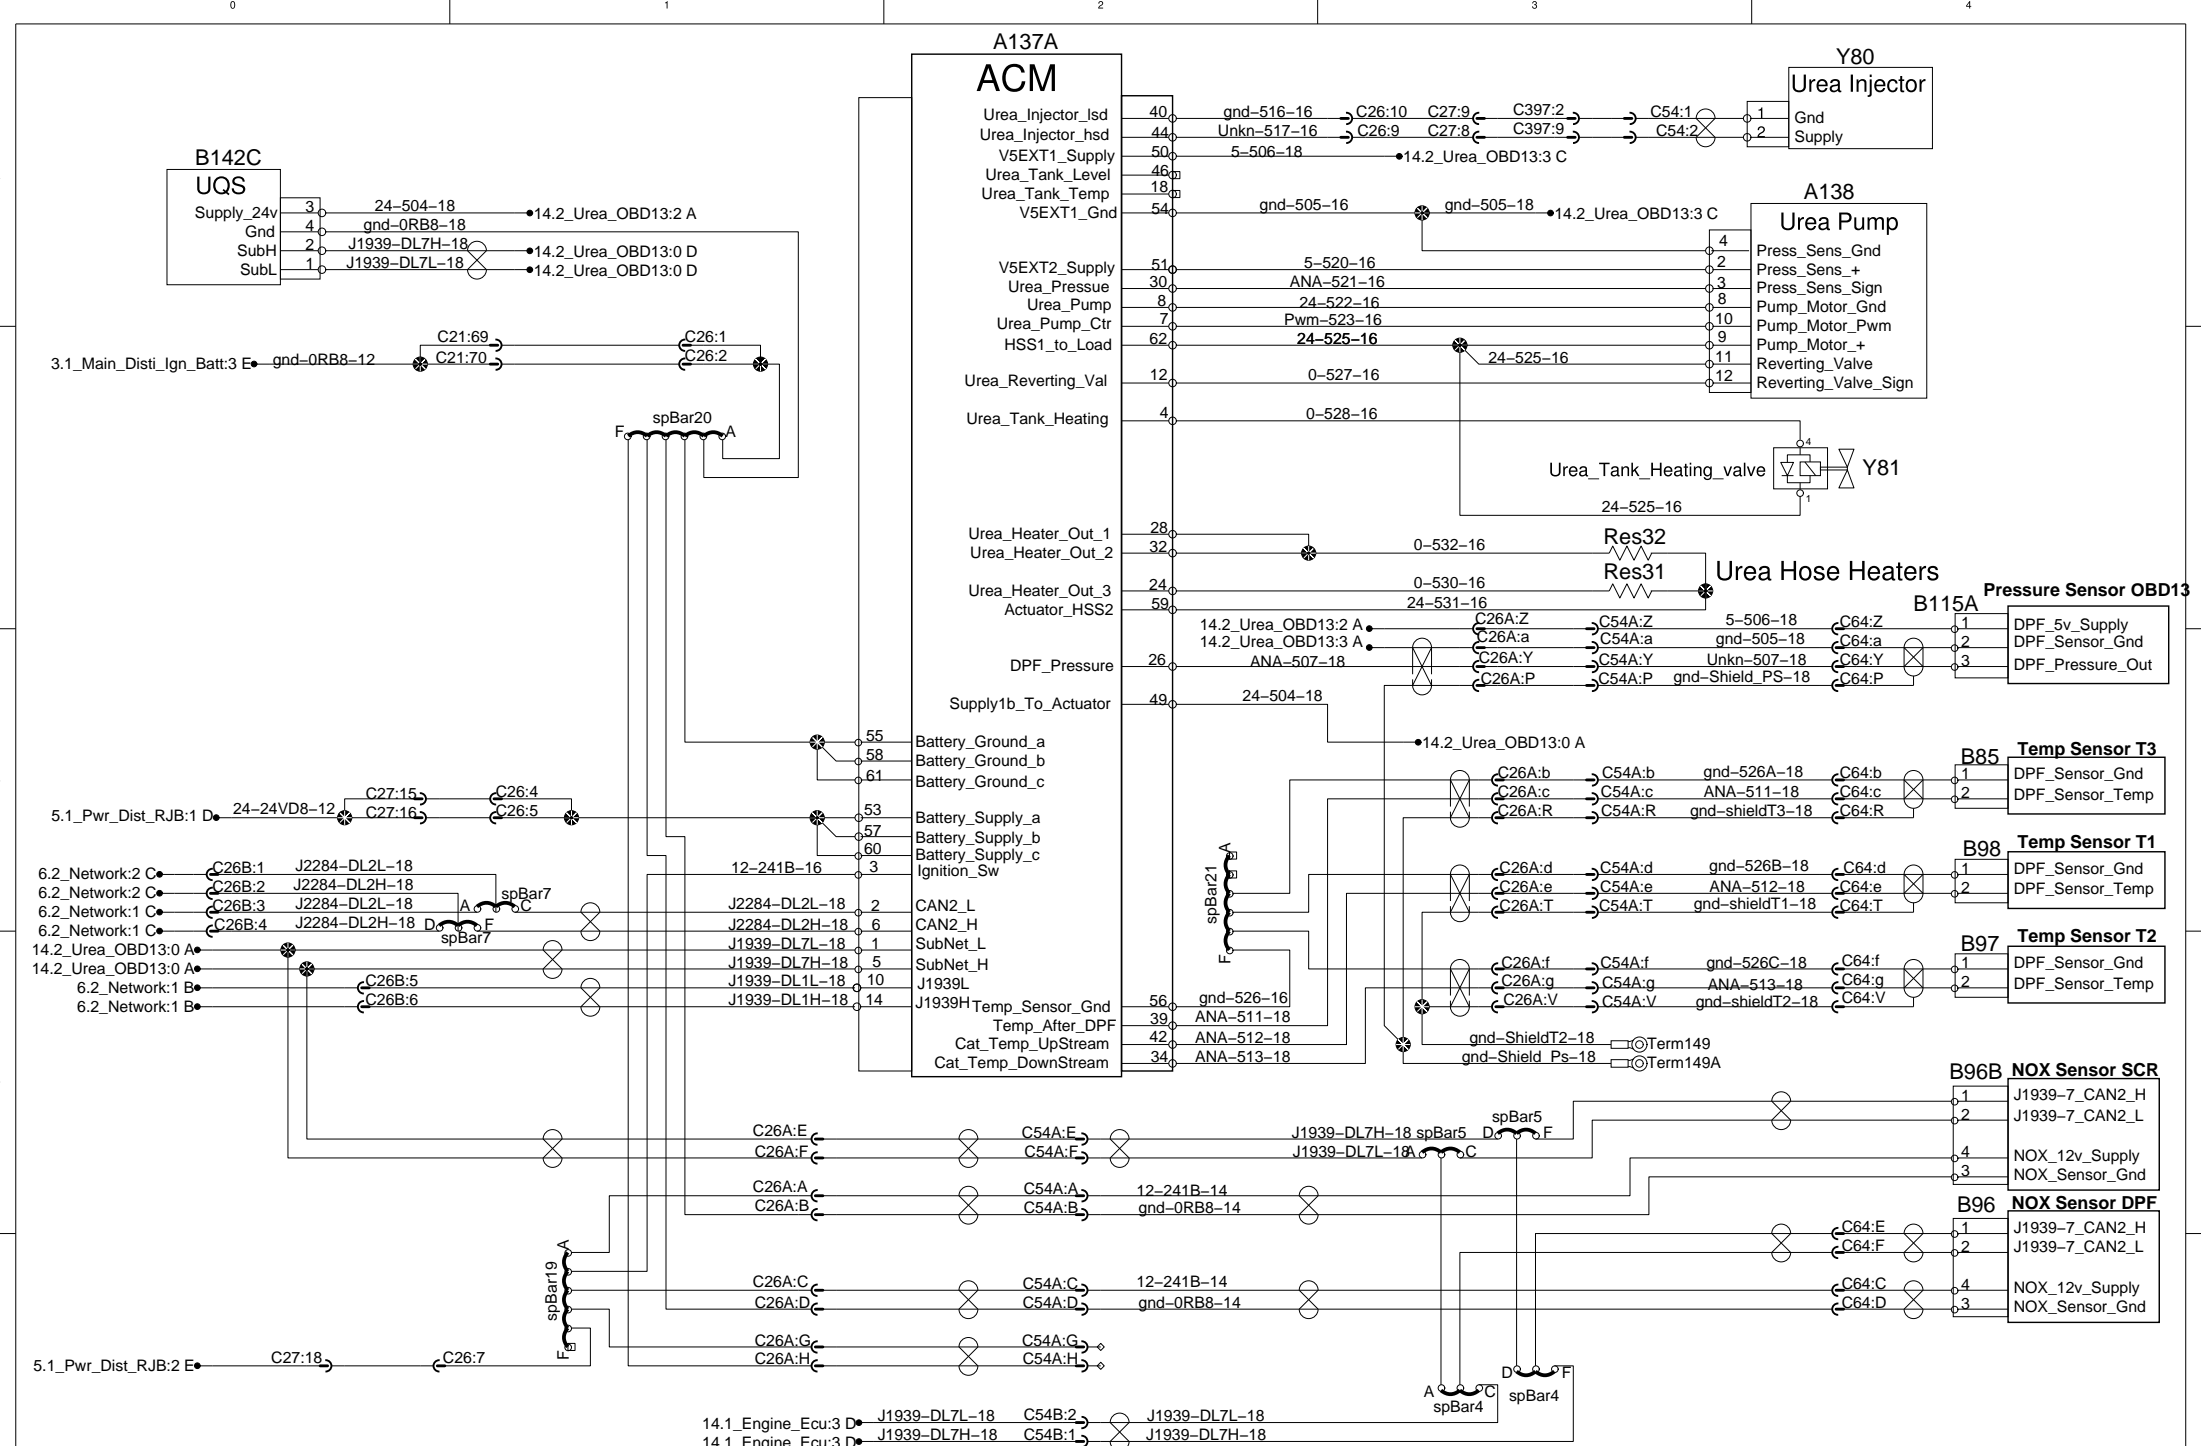 0 1 2 3 4
A137A
ACM
Urea_Injector_lsd 40 gnd-516-16 C26:10 C27:9 C397:2 C54:1
Urea_Injector_hsd 44 Unkn-517-16 C26:9 C27:8 C397:9 C54:2
V5EXT1_Supply 50 5-506-18 14.2_Urea_OBD13:3 C
Urea_Tank_Level 46
Urea_Tank_Temp 18
V5EXT1_Gnd 54 gnd-505-16 gnd-505-18 14.2_Urea_OBD13:3 C
V5EXT2_Supply 51 5-520-16
Urea_Pressue 30 ANA-521-16
Urea_Pump 8 24-522-16
Urea_Pump_Ctr 7 Pwm-523-16
HSS1_to_Load 62 24-525-16
24-525-16
Urea_Reverting_Val 12 0-527-16
Urea_Tank_Heating 4 0-528-16
Y80
Urea Injector
1 Gnd
2 Supply
A138
Urea Pump
4 Press_Sens_Gnd
2 Press_Sens_+
3 Press_Sens_Sign
8 Pump_Motor_Gnd
10 Pump_Motor_Pwm
9 Pump_Motor_+
11 Reverting_Valve
12 Reverting_Valve_Sign
4
Urea_Tank_Heating_valve Y81
1
24-525-16
B142C
UQS
Supply_24v 3 24-504-18 14.2_Urea_OBD13:2 A
Gnd 4 gnd-0RB8-18
SubH 2 J1939-DL7H-18 14.2_Urea_OBD13:0 D
SubL 1 J1939-DL7L-18 14.2_Urea_OBD13:0 D
C21:69 C26:1
3.1_Main_Disti_Ign_Batt:3 E gnd-0RB8-12 C21:70 C26:2
spBar20
F A
Urea_Heater_Out_1 28
Urea_Heater_Out_2 32 0-532-16 Res32
Urea_Heater_Out_3 24 0-530-16 Res31
Urea Hose Heaters
Actuator_HSS2 59 24-531-16
Pressure Sensor OBD13
B115A
14.2_Urea_OBD13:2 A C26A:Z C54A:Z 5-506-18 C64:Z 1 DPF_5v_Supply
14.2_Urea_OBD13:3 A C26A:a C54A:a gnd-505-18 C64:a 2 DPF_Sensor_Gnd
DPF_Pressure 26 ANA-507-18 C26A:Y C54A:Y Unkn-507-18 C64:Y 3 DPF_Pressure_Out
C26A:P C54A:P gnd-Shield_PS-18 C64:P
Supply1b_To_Actuator 49 24-504-18
14.2_Urea_OBD13:0 A
55 Battery_Ground_a
58 Battery_Ground_b
61 Battery_Ground_c
C27:15 C26:4
5.1_Pwr_Dist_RJB:1 D 24-24VD8-12 C27:16 C26:5
53 Battery_Supply_a
57 Battery_Supply_b
60 Battery_Supply_c
12-241B-16 3 Ignition_Sw
6.2_Network:2 C C26B:1 J2284-DL2L-18
6.2_Network:2 C C26B:2 J2284-DL2H-18
6.2_Network:1 C C26B:3 J2284-DL2L-18 A spBar7 C J2284-DL2L-18 2 CAN2_L
6.2_Network:1 C C26B:4 J2284-DL2H-18 D spBar7 F J2284-DL2H-18 6 CAN2_H
14.2_Urea_OBD13:0 A J1939-DL7L-18 1 SubNet_L
14.2_Urea_OBD13:0 A J1939-DL7H-18 5 SubNet_H
6.2_Network:1 B C26B:5 J1939-DL1L-18 10 J1939L
6.2_Network:1 B C26B:6 J1939-DL1H-18 14 J1939H
Temp_Sensor_Gnd 56 gnd-526-16
Temp_After_DPF 39 ANA-511-18
Cat_Temp_UpStream 42 ANA-512-18
Cat_Temp_DownStream 34 ANA-513-18
A spBar21 F
B85 Temp Sensor T3
C26A:b C54A:b gnd-526A-18 C64:b 1 DPF_Sensor_Gnd
C26A:c C54A:c ANA-511-18 C64:c 2 DPF_Sensor_Temp
C26A:R C54A:R gnd-shieldT3-18 C64:R
B98 Temp Sensor T1
C26A:d C54A:d gnd-526B-18 C64:d 1 DPF_Sensor_Gnd
C26A:e C54A:e ANA-512-18 C64:e 2 DPF_Sensor_Temp
C26A:T C54A:T gnd-shieldT1-18 C64:T
B97 Temp Sensor T2
C26A:f C54A:f gnd-526C-18 C64:f 1 DPF_Sensor_Gnd
C26A:g C54A:g ANA-513-18 C64:g 2 DPF_Sensor_Temp
C26A:V C54A:V gnd-shieldT2-18 C64:V
gnd-ShieldT2-18 Term149
gnd-Shield_Ps-18 Term149A
B96B NOX Sensor SCR
1 J1939-7_CAN2_H
2 J1939-7_CAN2_L
4 NOX_12v_Supply
3 NOX_Sensor_Gnd
C26A:E C54A:E J1939-DL7H-18 spBar5 D spBar5 F
C26A:F C54A:F J1939-DL7L-18 A C
C26A:A C54A:A 12-241B-14
C26A:B C54A:B gnd-0RB8-14
B96 NOX Sensor DPF
C64:E 1 J1939-7_CAN2_H
C64:F 2 J1939-7_CAN2_L
A spBar19 F
C26A:C C54A:C 12-241B-14 C64:C 4 NOX_12v_Supply
C26A:D C54A:D gnd-0RB8-14 C64:D 3 NOX_Sensor_Gnd
C26A:G C54A:G
C26A:H C54A:H
5.1_Pwr_Dist_RJB:2 E C27:18 C26:7
D F
spBar4
A C
spBar4
14.1_Engine_Ecu:3 D J1939-DL7L-18 C54B:2 J1939-DL7L-18
14.1_Engine_Ecu:3 D J1939-DL7H-18 C54B:1 J1939-DL7H-18